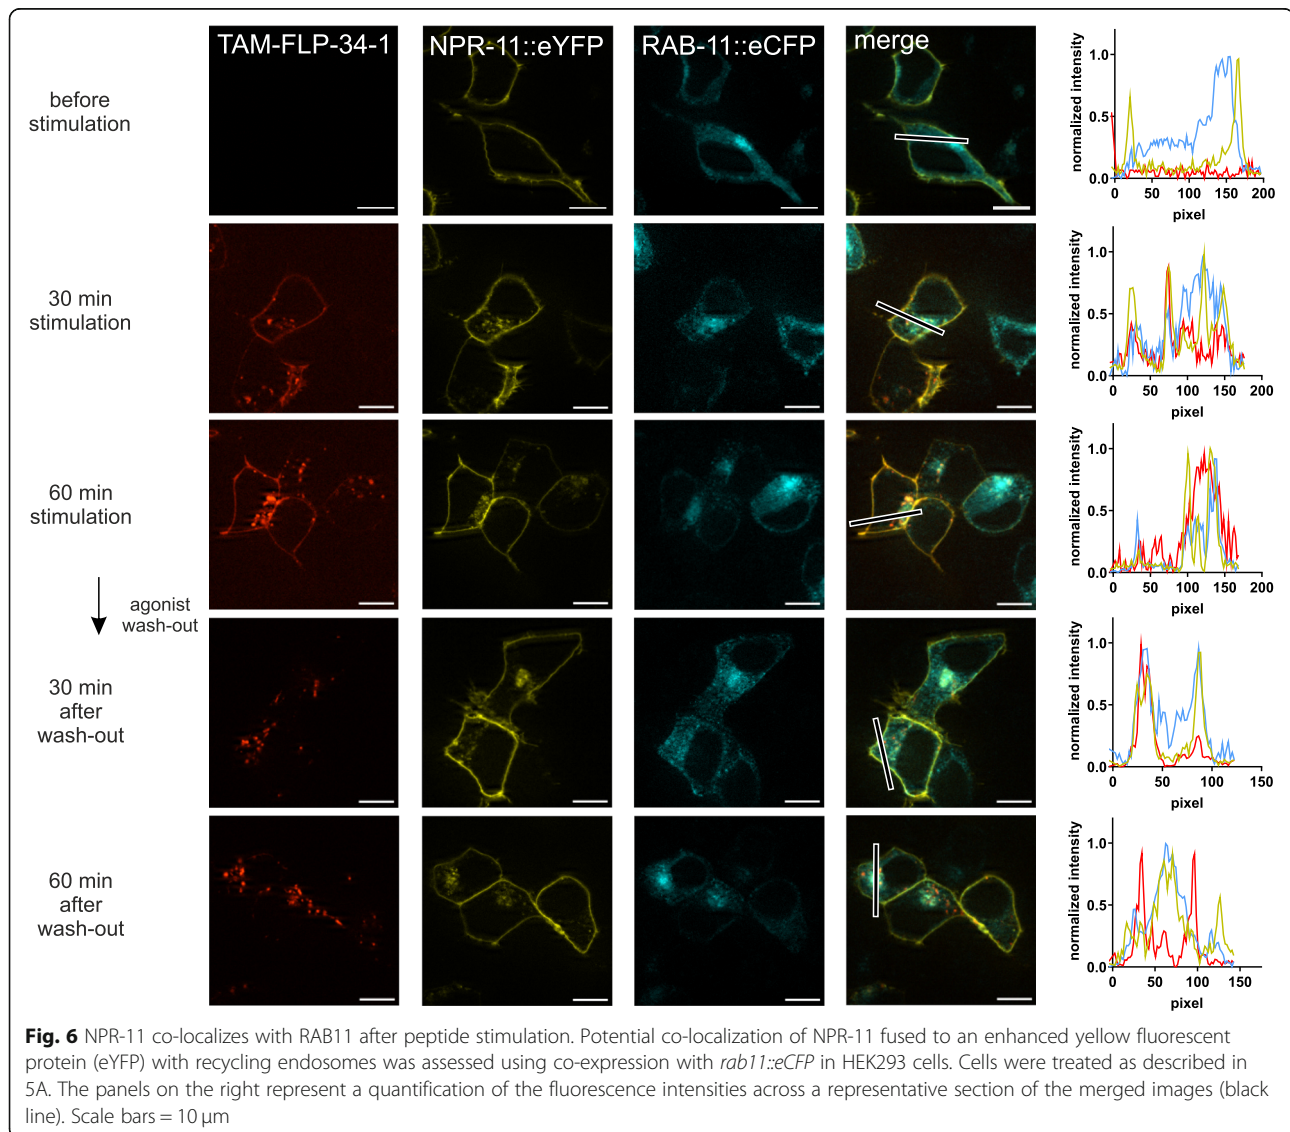 TAM-FLP-34-1
NPR-11::eYFP
RAB-11::eCFP
merge
before
stimulation
normalized intensity
1.0
0.5
0.0
0 50 100 150 200
pixel
30 min
stimulation
normalized intensity
1.0
0.5
0.0
0 50 100 150 200
pixel
60 min
stimulation
normalized intensity
1.0
0.5
0.0
0 50 100 150 200
pixel
agonist
wash-out
30 min
after
wash-out
normalized intensity
1.0
0.5
0.0
0 50 100 150
pixel
60 min
after
wash-out
normalized intensity
1.0
0.5
0.0
0 50 100 150
pixel
Fig. 6 NPR-11 co-localizes with RAB11 after peptide stimulation. Potential co-localization of NPR-11 fused to an enhanced yellow fluorescent
protein (eYFP) with recycling endosomes was assessed using co-expression with rab11::eCFP in HEK293 cells. Cells were treated as described in
5A. The panels on the right represent a quantification of the fluorescence intensities across a representative section of the merged images (black
line). Scale bars = 10 μm